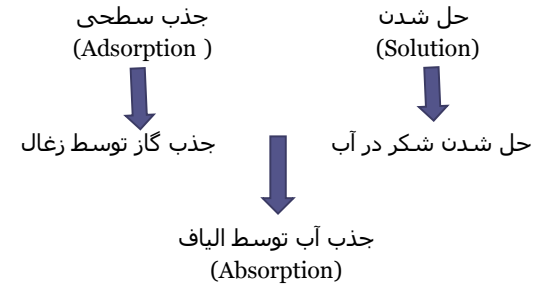 حل شدن
(Solution)
جذب سطحی
(Adsorption )
حل شدن شکر در آب
جذب گاز توسط زغال
جذب آب توسط الیاف
(Absorption)